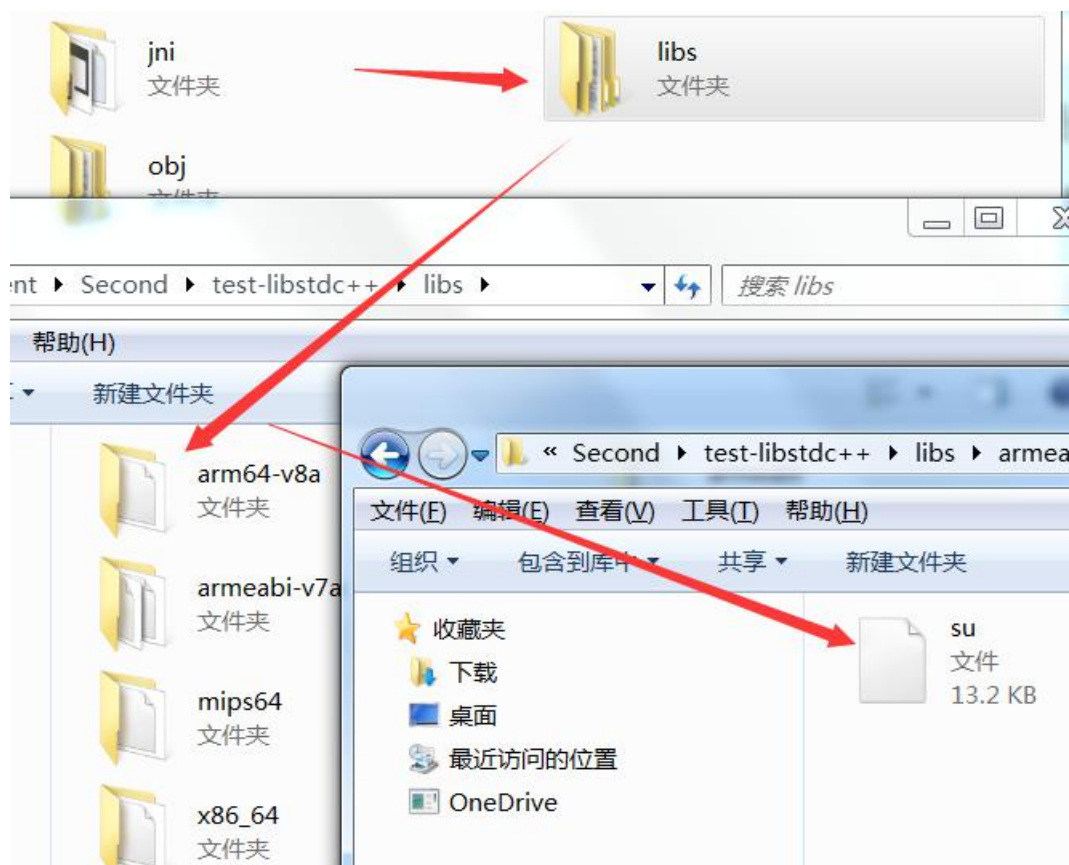 jni
文件夹
libs
文件夹
obj
Second
test-libstdc++
libs
搜索 libs
帮助(H)
新建文件夹
arm64-v8a
文件夹
armeabi-v7a
文件夹
mips64
文件夹
x86_64
文件夹
« Second test-libstdc++ libs armea
文件(F) 编辑(E) 查看(V) 工具(T) 帮助(H)
组织 包含到库中 共享 新建文件夹
收藏夹
下载
桌面
最近访问的位置
OneDrive
su
文件
13.2 KB